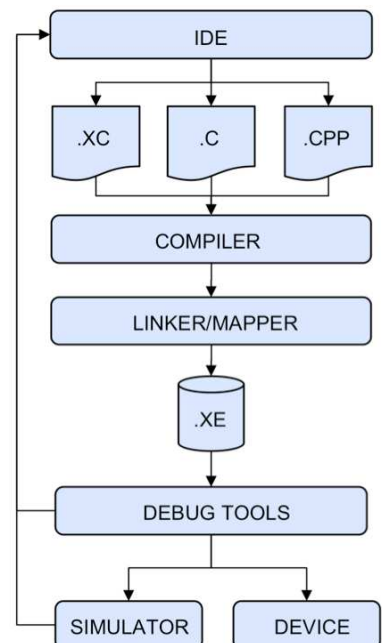 IDE
.XC
.C
.CPP
COMPILER
LINKER/MAPPER
.XE
DEBUG TOOLS
SIMULATOR
DEVICE